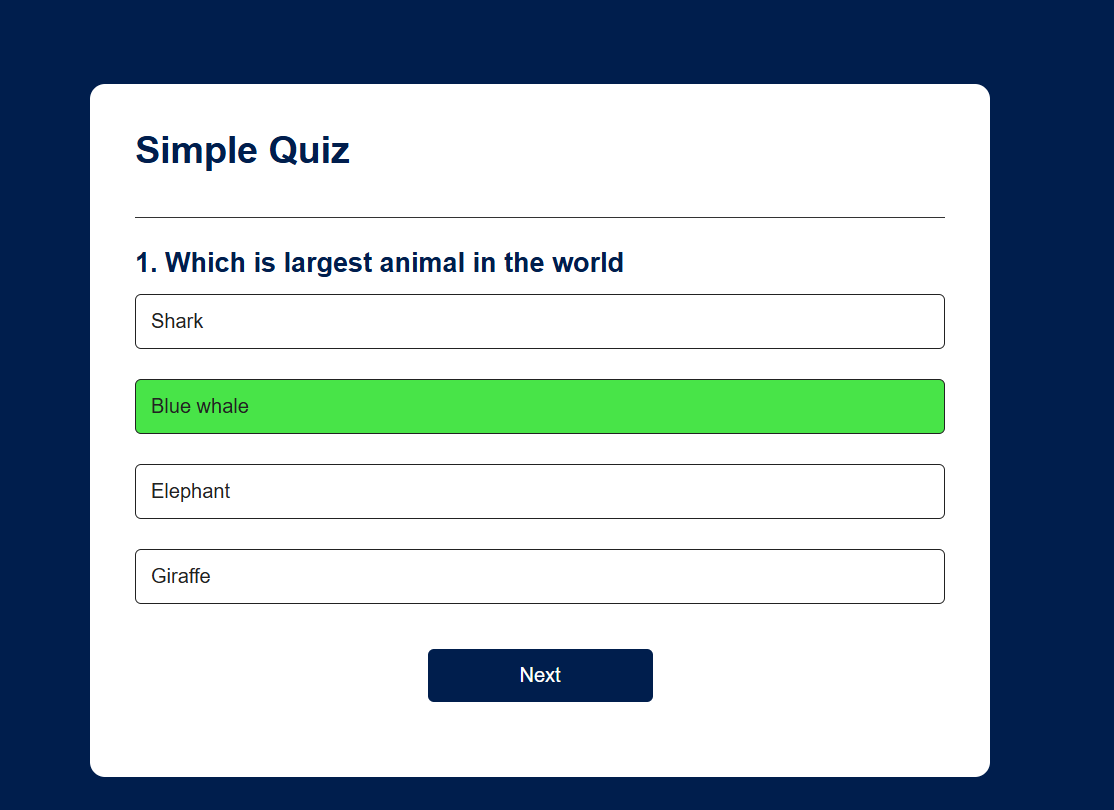 Simple Quiz
1. Which is largest animal in the world
Shark
Blue whale
Elephant
Giraffe
Next